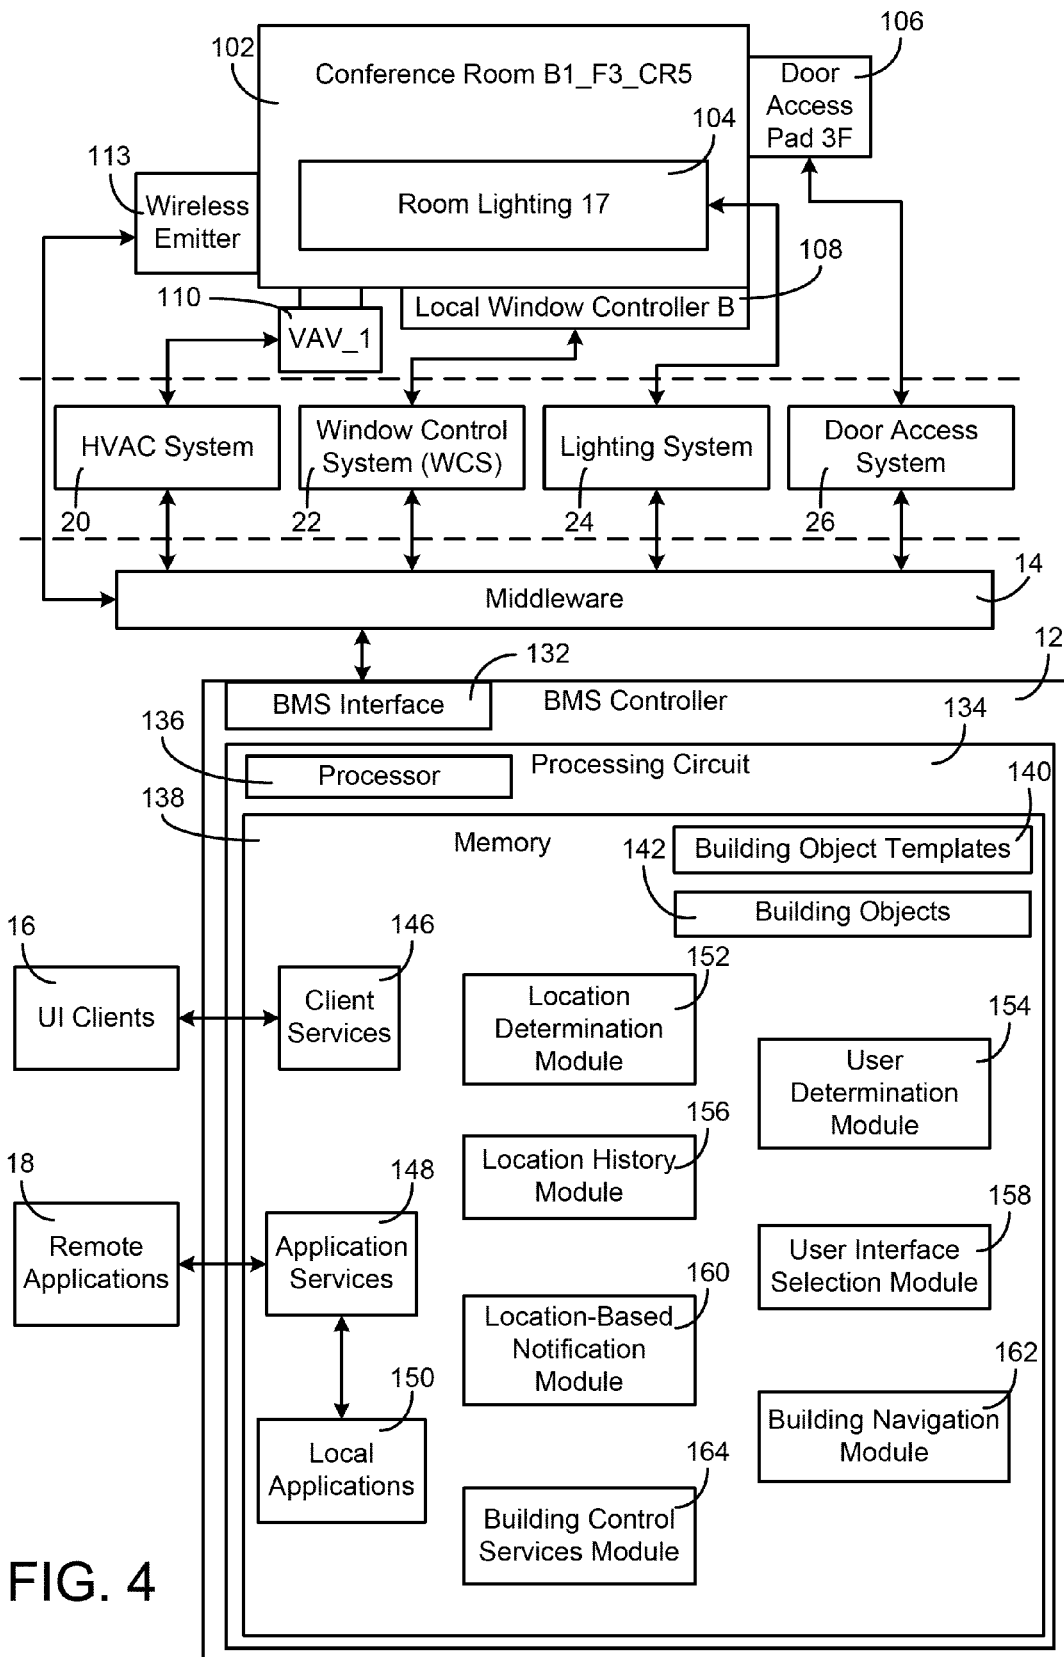 102
Conference Room B1_F3_CR5
106
Door
Access
Pad 3F
104
Room Lighting 17
113
Wireless
Emitter
108
Local Window Controller B
110
VAV_1
HVAC System
20
Window Control
System (WCS)
22
Lighting System
24
Door Access
System
26
14
Middleware
132
12
BMS Interface
BMS Controller
136
134
Processor
Processing Circuit
138
140
Memory
Building Object Templates
142
Building Objects
16
UI Clients
146
Client
Services
152
Location
Determination
Module
154
User
Determination
Module
156
Location History
Module
18
Remote
Applications
148
Application
Services
158
User Interface
Selection Module
160
Location-Based
Notification
Module
150
Local
Applications
162
Building Navigation
Module
164
Building Control
Services Module
FIG. 4